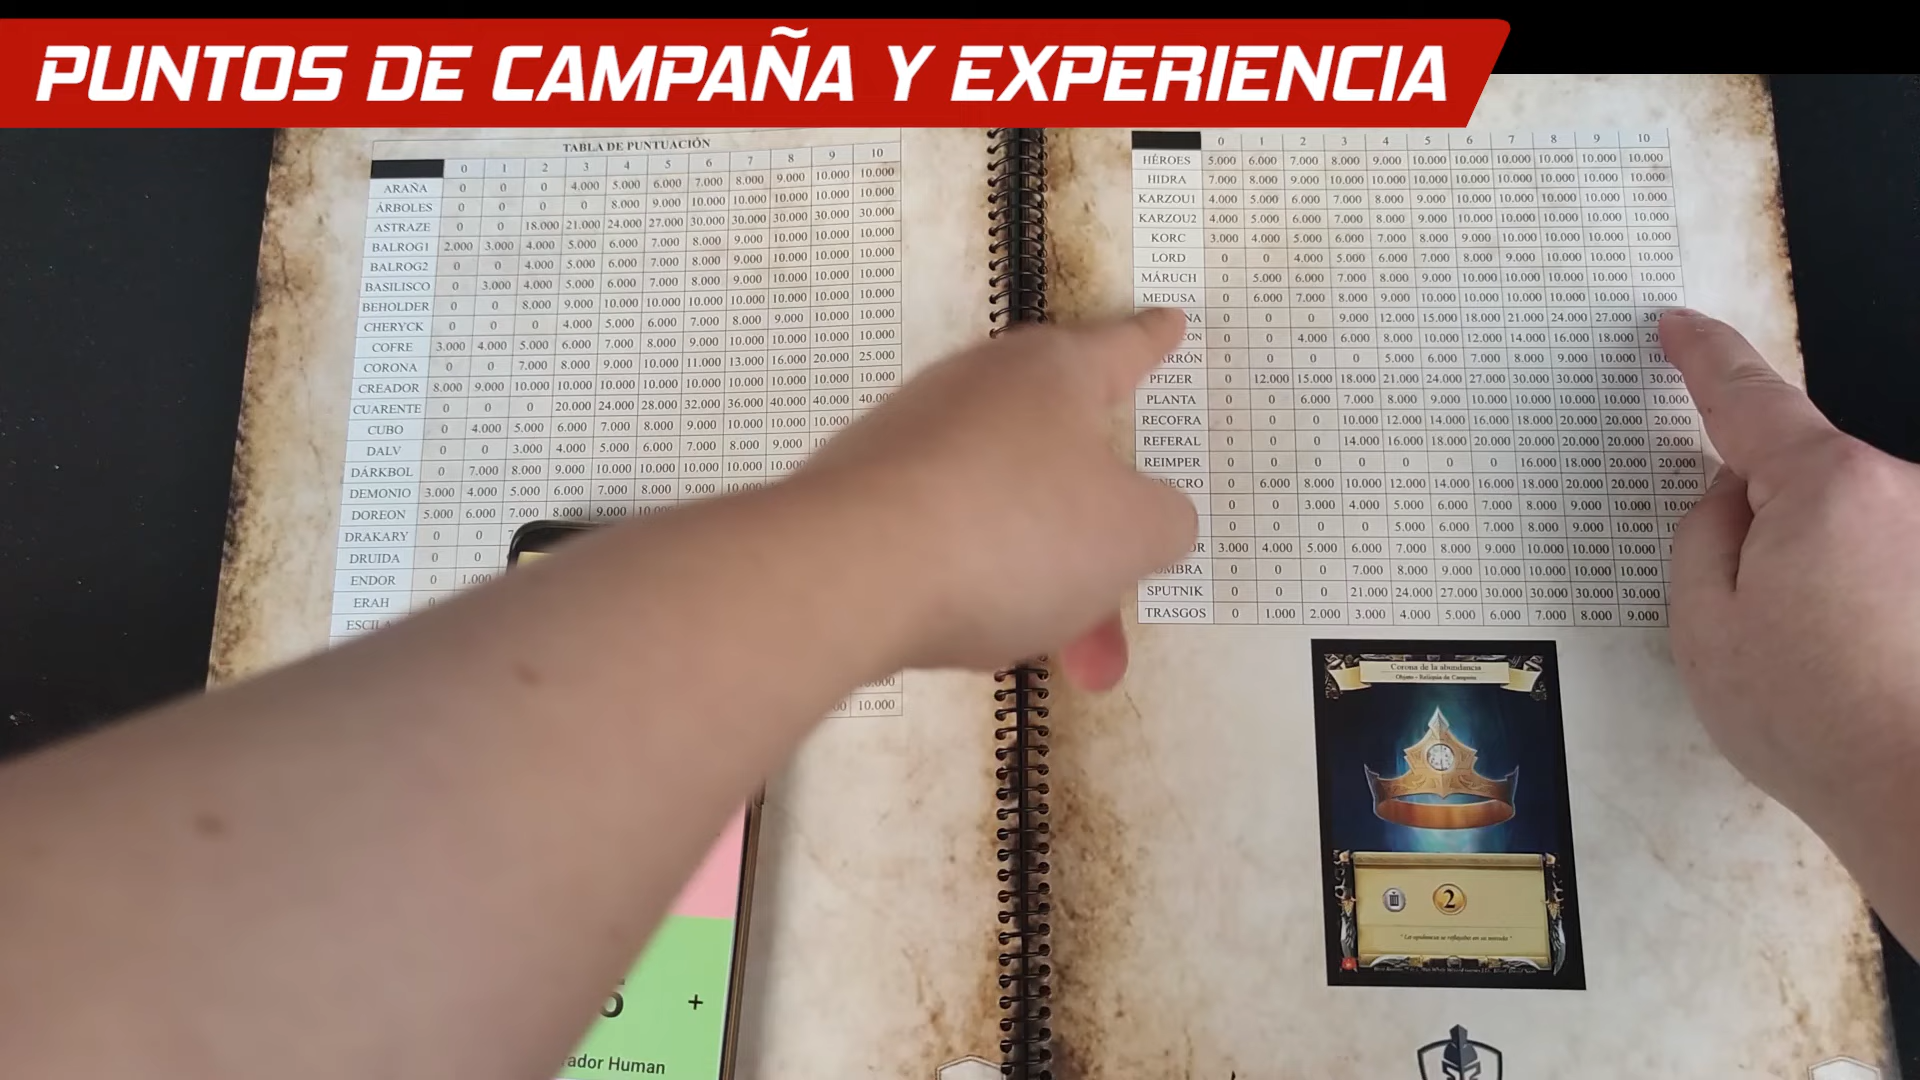 PUNTOS DE CAMPAÑA Y EXPERIENCIA
TABLA DE PUNTUACIÓN
0 1 2 3 4 5 6 7 8 9 10
ARAÑA 0 0 0 4.000 5.000 6.000 7.000 8.000 9.000 10.000 10.000
ÁRBOLES 0 0 0 0 8.000 9.000 10.000 10.000 10.000 10.000 10.000
ASTRAZE 0 0 18.000 21.000 24.000 27.000 30.000 30.000 30.000 30.000 30.000
BALROG1 2.000 3.000 4.000 5.000 6.000 7.000 8.000 9.000 10.000 10.000 10.000
BALROG2 0 0 4.000 5.000 6.000 7.000 8.000 9.000 10.000 10.000 10.000
BASILISCO 0 3.000 4.000 5.000 6.000 7.000 8.000 9.000 10.000 10.000 10.000
BEHOLDER 0 0 8.000 9.000 10.000 10.000 10.000 10.000 10.000 10.000 10.000
CHERYCK 0 0 0 4.000 5.000 6.000 7.000 8.000 9.000 10.000 10.000
COFRE 3.000 4.000 5.000 6.000 7.000 8.000 9.000 10.000 10.000 10.000 10.000
CORONA 0 0 7.000 8.000 9.000 10.000 11.000 13.000 16.000 20.000 25.000
CREADOR 8.000 9.000 10.000 10.000 10.000 10.000 10.000 10.000 10.000 10.000 10.000
CUARENTE 0 0 0 20.000 24.000 28.000 32.000 36.000 40.000 40.000 40.000
CUBO 0 4.000 5.000 6.000 7.000 8.000 9.000 10.000 10.000 10.000
DALV 0 0 3.000 4.000 5.000 6.000 7.000 8.000 9.000
DÁRKBOL 0 7.000 8.000 9.000 10.000 10.000 10.000 10.000 10.000
DEMONIO 3.000 4.000 5.000 6.000 7.000 8.000 9.000 10.000
DOREON 5.000 6.000 7.000 8.000 9.000
DRAKARY 0 0
DRUIDA 0 0
ENDOR 0 1.000
ERAH 0
10.000
0 1 2 3 4 5 6 7 8 9 10
HÉROES 5.000 6.000 7.000 8.000 9.000 10.000 10.000 10.000 10.000 10.000 10.000
HIDRA 7.000 8.000 9.000 10.000 10.000 10.000 10.000 10.000 10.000 10.000 10.000
KARZOU1 4.000 5.000 6.000 7.000 8.000 9.000 10.000 10.000 10.000 10.000 10.000
KARZOU2 4.000 5.000 6.000 7.000 8.000 9.000 10.000 10.000 10.000 10.000 10.000
KORC 3.000 4.000 5.000 6.000 7.000 8.000 9.000 10.000 10.000 10.000 10.000
LORD 0 0 4.000 5.000 6.000 7.000 8.000 9.000 10.000 10.000 10.000
MÁRUCH 0 5.000 6.000 7.000 8.000 9.000 10.000 10.000 10.000 10.000 10.000
MEDUSA 0 6.000 7.000 8.000 9.000 10.000 10.000 10.000 10.000 10.000 10.000
NA 0 0 0 9.000 12.000 15.000 18.000 21.000 24.000 27.000
CON 0 0 4.000 6.000 8.000 10.000 12.000 14.000 16.000 18.000
ARRÓN 0 0 0 0 5.000 6.000 7.000 8.000 9.000 10.000
PFIZER 0 12.000 15.000 18.000 21.000 24.000 27.000 30.000 30.000 30.000 30.000
PLANTA 0 0 6.000 7.000 8.000 9.000 10.000 10.000 10.000 10.000 10.000
RECOFRA 0 0 0 10.000 12.000 14.000 16.000 18.000 20.000 20.000 20.000
REFERAL 0 0 0 14.000 16.000 18.000 20.000 20.000 20.000 20.000 20.000
REIMPER 0 0 0 0 0 0 0 16.000 18.000 20.000 20.000
NECRO 0 6.000 8.000 10.000 12.000 14.000 16.000 18.000 20.000 20.000 20.000
0 0 3.000 4.000 5.000 6.000 7.000 8.000 9.000 10.000 10.000
0 0 0 0 5.000 6.000 7.000 8.000 9.000 10.000
OR 3.000 4.000 5.000 6.000 7.000 8.000 9.000 10.000 10.000 10.000
OMBRA 0 0 0 7.000 8.000 9.000 10.000 10.000 10.000 10.000
SPUTNIK 0 0 0 21.000 24.000 27.000 30.000 30.000 30.000 30.000
TRASGOS 0 1.000 2.000 3.000 4.000 5.000 6.000 7.000 8.000 9.000
Corona de la abundancia
Objeto - Reliquia de Campaña
2
+
ador Human